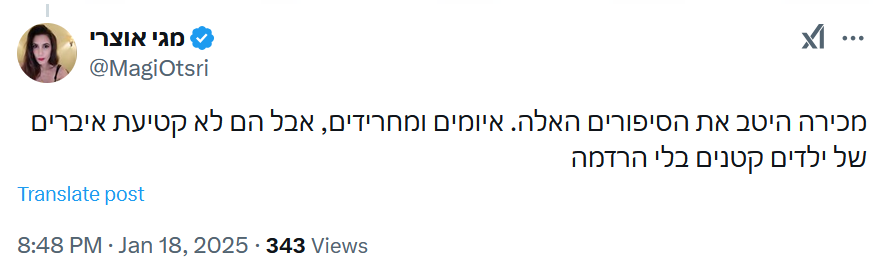 מגי אוצרי
@MagiOtsri
מכירה היטב את הסיפורים האלה. איומים ומחרידים, אבל הם לא קטיעת איברים
של ילדים קטנים בלי הרדמה
Translate post
8:48 PM · Jan 18, 2025 · 343 Views